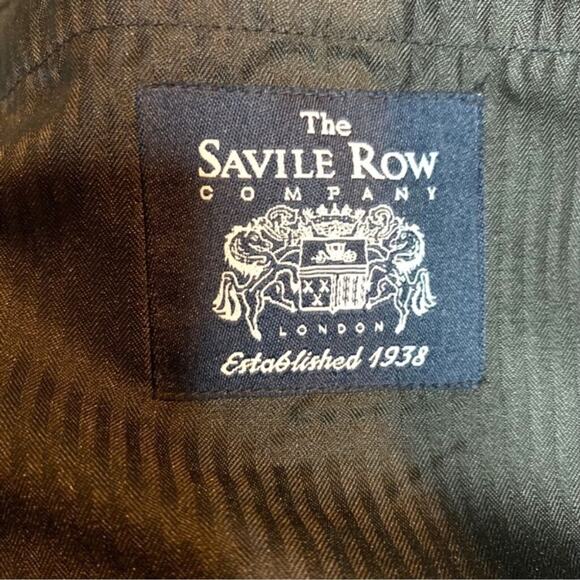 The
SAVILE ROW
COMPANY
LONDON
Established 1938